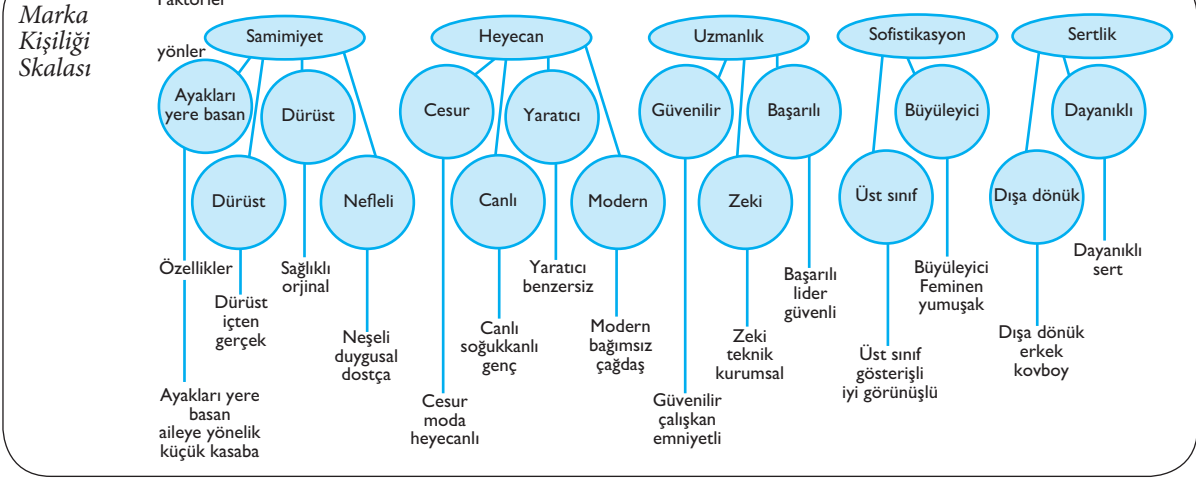 Marka
Kişiliği
Skalası
Faktörler
Samimiyet
Heyecan
Uzmanlık
Sofistikasyon
Sertlik
yönler
Ayakları
yere basan
Dürüst
Cesur
Yaratıcı
Güvenilir
Başarılı
Büyüleyici
Dayanıklı
Dürüst
Nefleli
Canlı
Modern
Zeki
Üst sınıf
Dışa dönük
Özellikler
Sağlıklı
orjinal
Yaratıcı
benzersiz
Başarılı
lider
güvenli
Büyüleyici
Feminen
yumuşak
Dayanıklı
sert
Dürüst
içten
gerçek
Neşeli
duygusal
dostça
Canlı
soğukkanlı
genç
Modern
bağımsız
çağdaş
Zeki
teknik
kurumsal
Üst sınıf
gösterişli
iyi görünüşlü
Dışa dönük
erkek
kovboy
Ayakları yere
basan
aileye yönelik
küçük kasaba
Cesur
moda
heyecanlı
Güvenilir
çalışkan
emniyetli